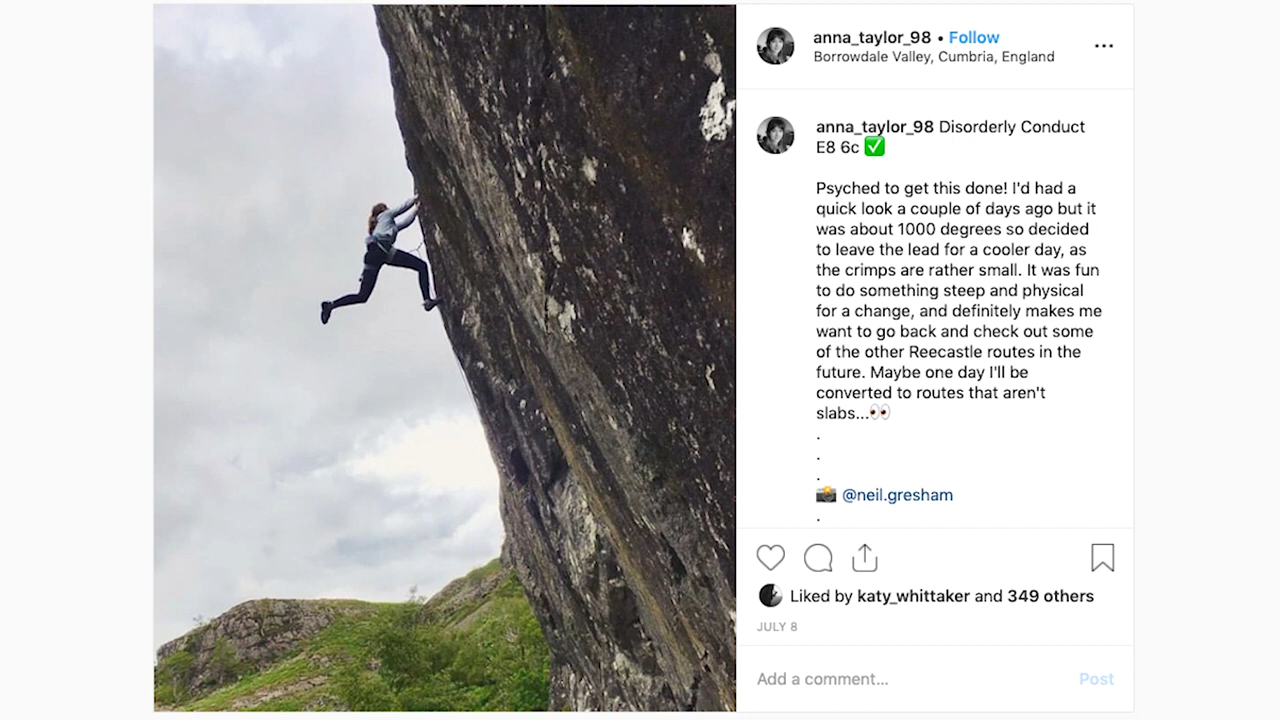 anna_taylor_98 • Follow
Borrowdale Valley, Cumbria, England
anna_taylor_98 Disorderly Conduct
E8 6c ✅
Psyched to get this done! I'd had a
quick look a couple of days ago but it
was about 1000 degrees so decided
to leave the lead for a cooler day, as
the crimps are rather small. It was fun
to do something steep and physical
for a change, and definitely makes me
want to go back and check out some
of the other Reecastle routes in the
future. Maybe one day I'll be
converted to routes that aren't
slabs...👀
.
.
.
📸 @neil.gresham
.
Liked by katy_whittaker and 349 others
JULY 8
Add a comment...
Post